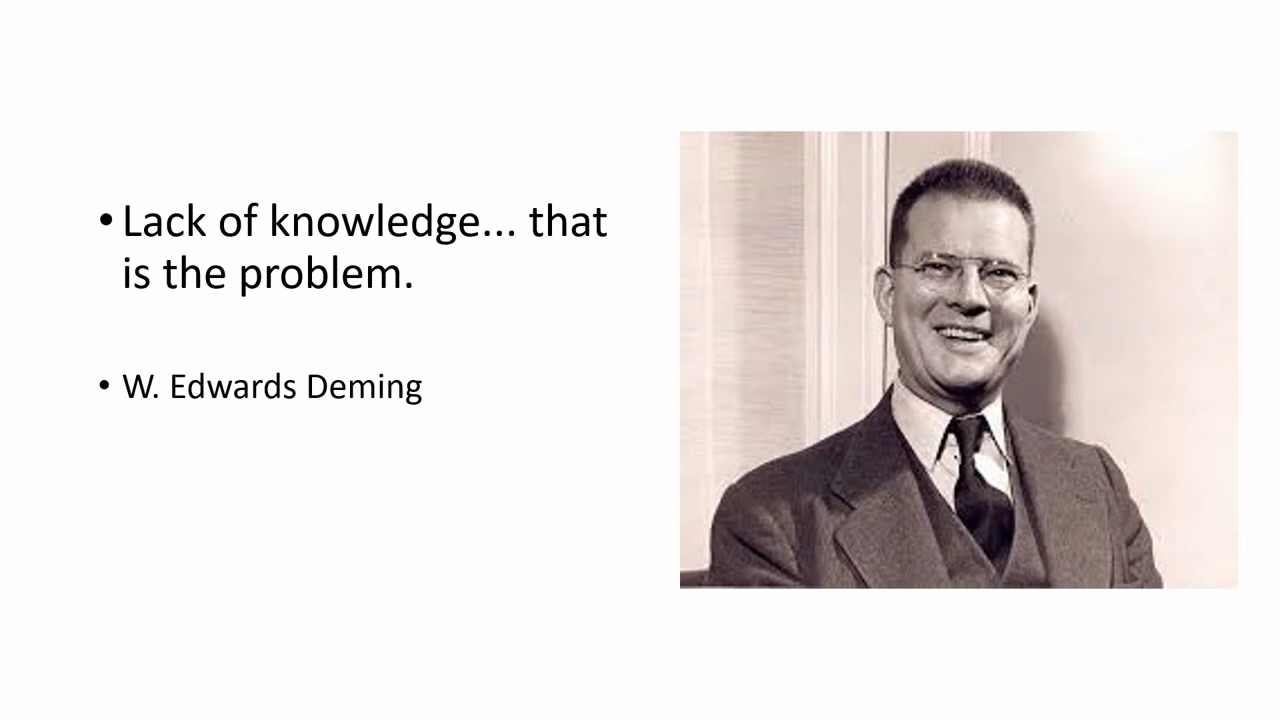 • Lack of knowledge... that
is the problem.
• W. Edwards Deming